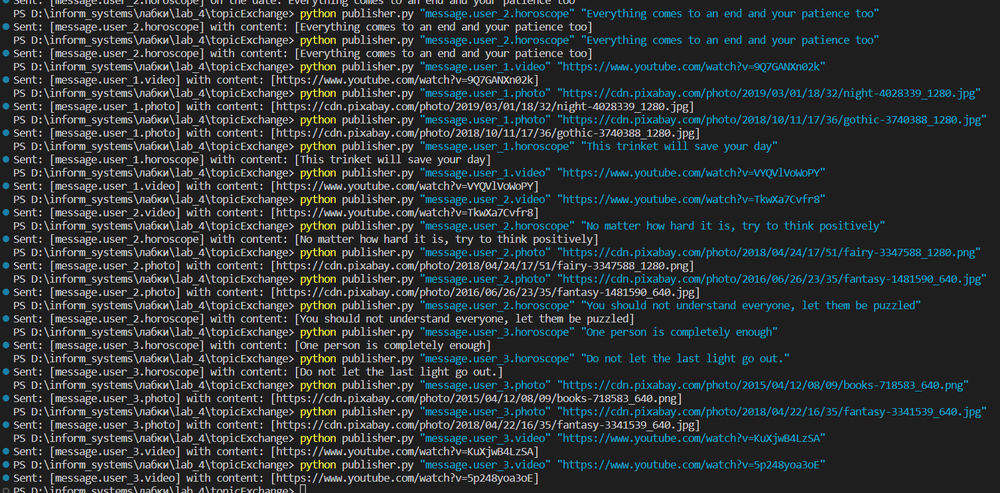 Sent: [message.user_2.horoscope] on the date: Everything comes to an end and your patience too
PS D:\inform_systems\лабки\lab_4\topicExchange> python publisher.py "message.user_2.horoscope" "Everything comes to an end and your patience too"
Sent: [message.user_2.horoscope] with content: [Everything comes to an end and your patience too]
PS D:\inform_systems\лабки\lab_4\topicExchange> python publisher.py "message.user_2.horoscope" "Everything comes to an end and your patience too"
Sent: [message.user_2.horoscope] with content: [Everything comes to an end and your patience too]
PS D:\inform_systems\лабки\lab_4\topicExchange> python publisher.py "message.user_1.video" "https://www.youtube.com/watch?v=9Q7GANXn02k"
Sent: [message.user_1.video] with content: [https://www.youtube.com/watch?v=9Q7GANXn02k]
PS D:\inform_systems\лабки\lab_4\topicExchange> python publisher.py "message.user_1.photo" "https://cdn.pixabay.com/photo/2019/03/01/18/32/night-4028339_1280.jpg"
Sent: [message.user_1.photo] with content: [https://cdn.pixabay.com/photo/2019/03/01/18/32/night-4028339_1280.jpg]
PS D:\inform_systems\лабки\lab_4\topicExchange> python publisher.py "message.user_1.photo" "https://cdn.pixabay.com/photo/2018/10/11/17/36/gothic-3740388_1280.jpg"
Sent: [message.user_1.photo] with content: [https://cdn.pixabay.com/photo/2018/10/11/17/36/gothic-3740388_1280.jpg]
PS D:\inform_systems\лабки\lab_4\topicExchange> python publisher.py "message.user_1.horoscope" "This trinket will save your day"
Sent: [message.user_1.horoscope] with content: [This trinket will save your day]
PS D:\inform_systems\лабки\lab_4\topicExchange> python publisher.py "message.user_1.video" "https://www.youtube.com/watch?v=VYQVlVoWoPY"
Sent: [message.user_1.video] with content: [https://www.youtube.com/watch?v=VYQVlVoWoPY]
PS D:\inform_systems\лабки\lab_4\topicExchange> python publisher.py "message.user_2.video" "https://www.youtube.com/watch?v=TkwXa7Cvfr8"
Sent: [message.user_2.video] with content: [https://www.youtube.com/watch?v=TkwXa7Cvfr8]
PS D:\inform_systems\лабки\lab_4\topicExchange> python publisher.py "message.user_2.horoscope" "No matter how hard it is, try to think positively"
Sent: [message.user_2.horoscope] with content: [No matter how hard it is, try to think positively]
PS D:\inform_systems\лабки\lab_4\topicExchange> python publisher.py "message.user_2.photo" "https://cdn.pixabay.com/photo/2018/04/24/17/51/fairy-3347588_1280.png"
Sent: [message.user_2.photo] with content: [https://cdn.pixabay.com/photo/2018/04/24/17/51/fairy-3347588_1280.png]
PS D:\inform_systems\лабки\lab_4\topicExchange> python publisher.py "message.user_2.photo" "https://cdn.pixabay.com/photo/2016/06/26/23/35/fantasy-1481590_640.jpg"
Sent: [message.user_2.photo] with content: [https://cdn.pixabay.com/photo/2016/06/26/23/35/fantasy-1481590_640.jpg]
PS D:\inform_systems\лабки\lab_4\topicExchange> python publisher.py "message.user_2.horoscope" "You should not understand everyone, let them be puzzled"
Sent: [message.user_2.horoscope] with content: [You should not understand everyone, let them be puzzled]
PS D:\inform_systems\лабки\lab_4\topicExchange> python publisher.py "message.user_3.horoscope" "One person is completely enough"
Sent: [message.user_3.horoscope] with content: [One person is completely enough]
PS D:\inform_systems\лабки\lab_4\topicExchange> python publisher.py "message.user_3.horoscope" "Do not let the last light go out."
Sent: [message.user_3.horoscope] with content: [Do not let the last light go out.]
PS D:\inform_systems\лабки\lab_4\topicExchange> python publisher.py "message.user_3.photo" "https://cdn.pixabay.com/photo/2015/04/12/08/09/books-718583_640.png"
Sent: [message.user_3.photo] with content: [https://cdn.pixabay.com/photo/2015/04/12/08/09/books-718583_640.png]
PS D:\inform_systems\лабки\lab_4\topicExchange> python publisher.py "message.user_3.photo" "https://cdn.pixabay.com/photo/2018/04/22/16/35/fantasy-3341539_640.jpg"
Sent: [message.user_3.photo] with content: [https://cdn.pixabay.com/photo/2018/04/22/16/35/fantasy-3341539_640.jpg]
PS D:\inform_systems\лабки\lab_4\topicExchange> python publisher.py "message.user_3.video" "https://www.youtube.com/watch?v=KuXjwB4LzSA"
Sent: [message.user_3.video] with content: [https://www.youtube.com/watch?v=KuXjwB4LzSA]
PS D:\inform_systems\лабки\lab_4\topicExchange> python publisher.py "message.user_3.video" "https://www.youtube.com/watch?v=5p248yoa3oE"
Sent: [message.user_3.video] with content: [https://www.youtube.com/watch?v=5p248yoa3oE]
PS D:\inform_systems\лабки\lab_4\topicExchange>